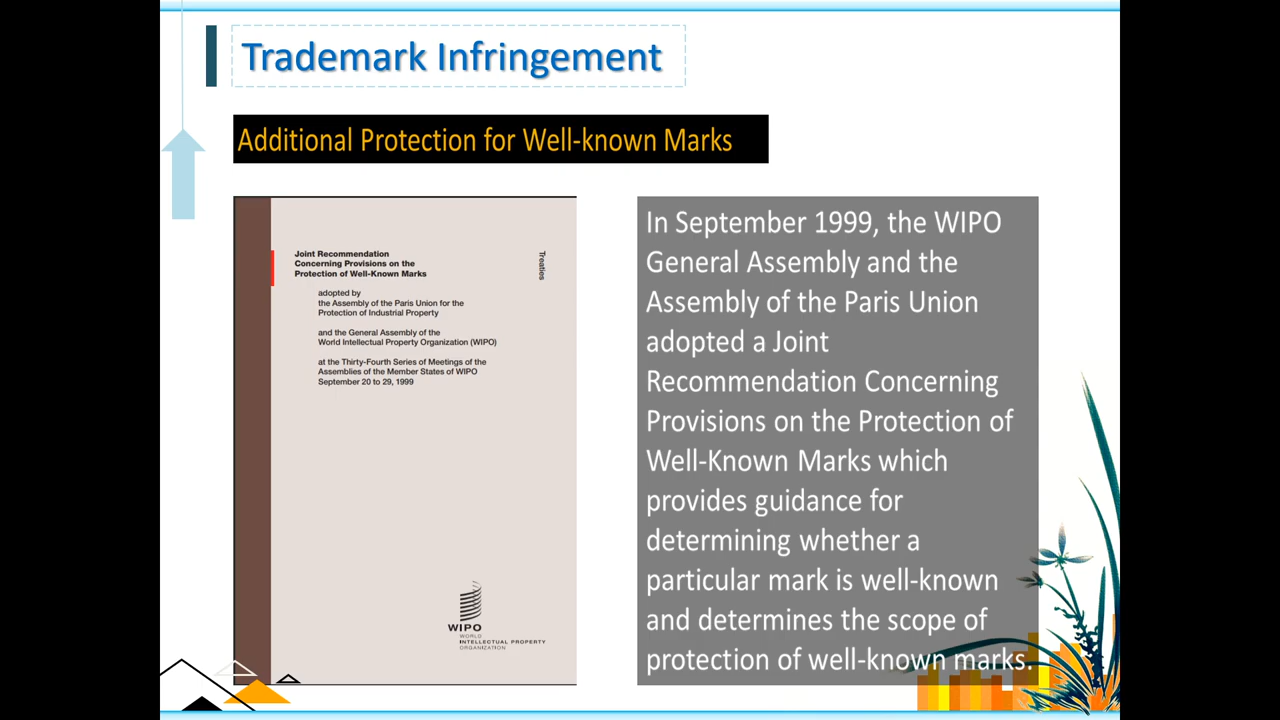 Trademark Infringement
Additional Protection for Well-known Marks
Joint Recommendation
Concerning Provisions on the
Protection of Well-Known Marks
Treaties
adopted by
the Assembly of the Paris Union for the
Protection of Industrial Property
and the General Assembly of the
World Intellectual Property Organization (WIPO)
at the Thirty-Fourth Series of Meetings of the
Assemblies of the Member States of WIPO
September 20 to 29, 1999
WIPO
WORLD
INTELLECTUAL PROPERTY
ORGANIZATION
In September 1999, the WIPO
General Assembly and the
Assembly of the Paris Union
adopted a Joint
Recommendation Concerning
Provisions on the Protection of
Well-Known Marks which
provides guidance for
determining whether a
particular mark is well-known
and determines the scope of
protection of well-known marks.